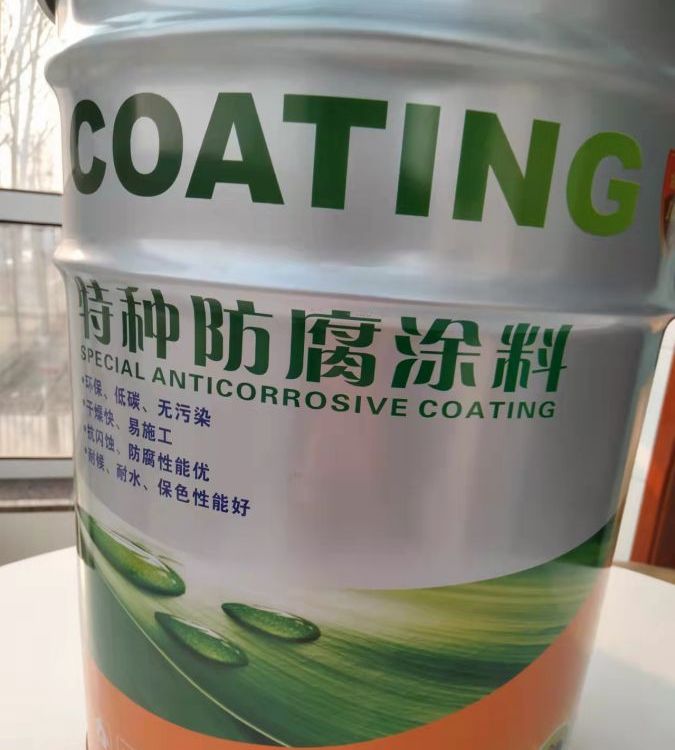 COATING
特种防腐涂料
SPECIAL ANTICORROSIVE COATING
•环保、低碳、无污染
•干燥快、易施工
•抗闪蚀、防腐性能优
•耐候、耐水、保色性能好